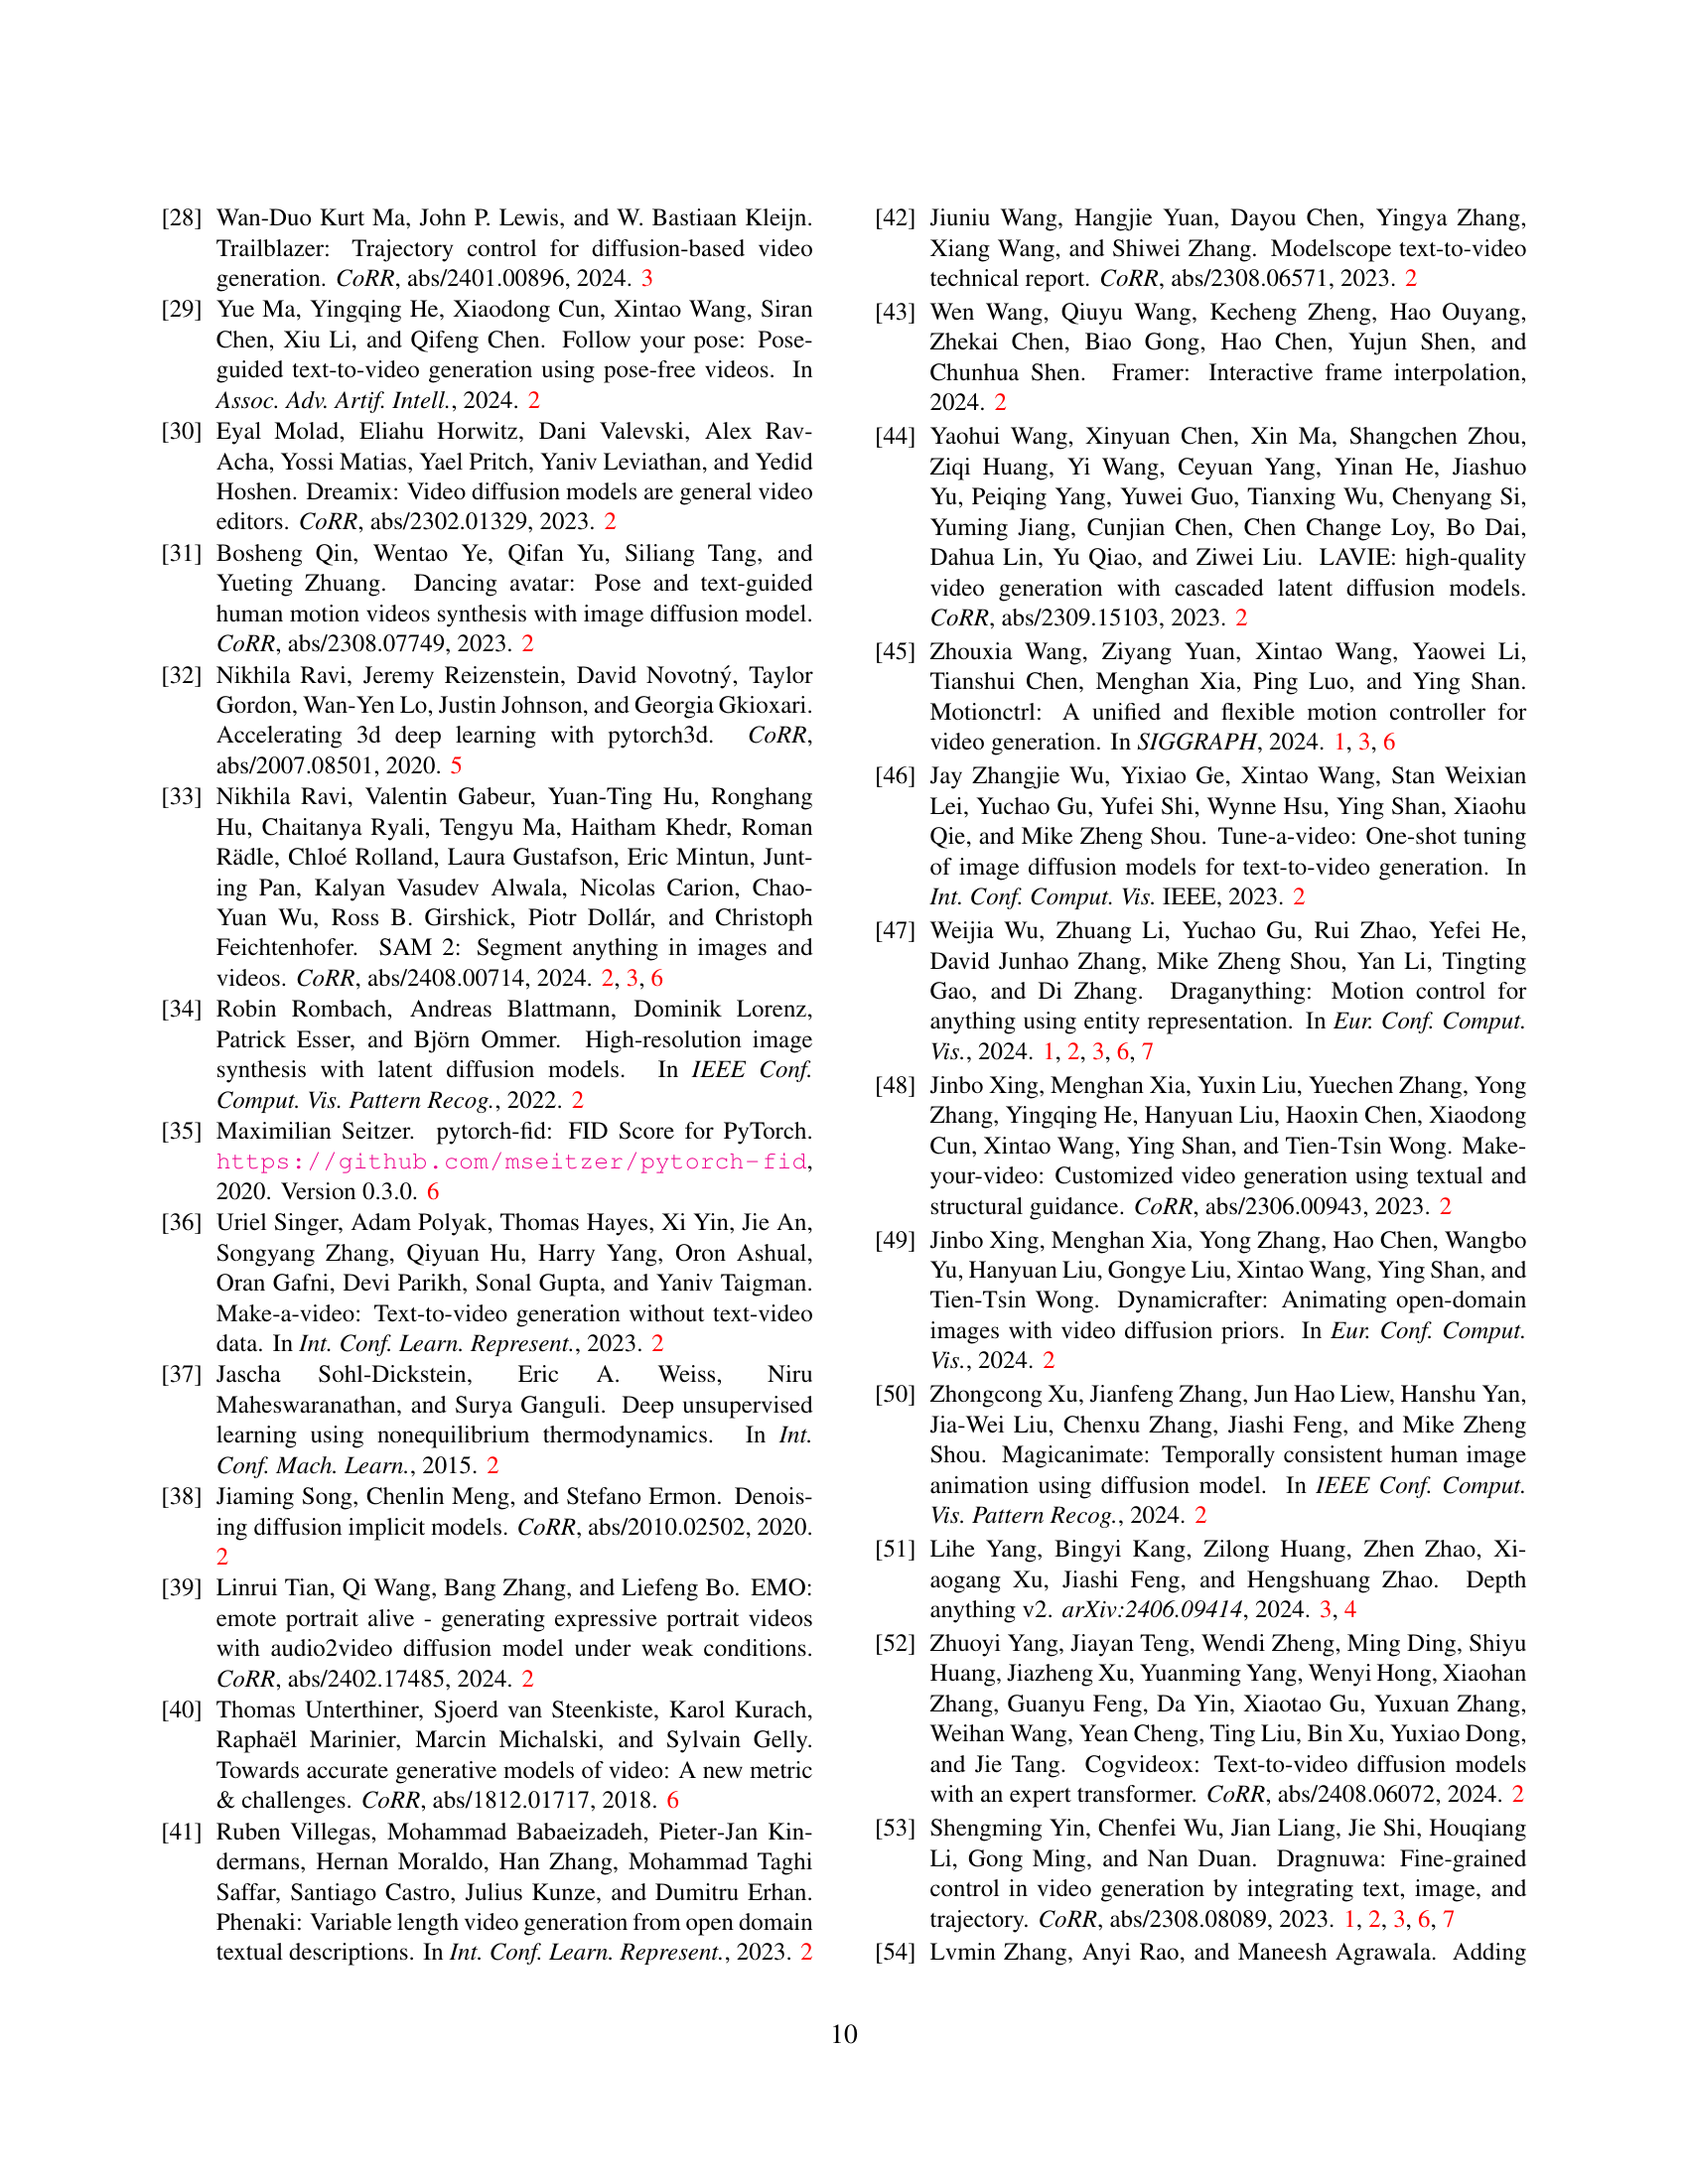 [28] Wan-Duo Kurt Ma, John P. Lewis, and W. Bastiaan Kleijn.
Trailblazer: Trajectory control for diffusion-based video
generation. CoRR, abs/2401.00896, 2024. 3
[29] Yue Ma, Yingqing He, Xiaodong Cun, Xintao Wang, Siran
Chen, Xiu Li, and Qifeng Chen. Follow your pose: Pose-
guided text-to-video generation using pose-free videos. In
Assoc. Adv. Artif. Intell., 2024. 2
[30] Eyal Molad, Eliahu Horwitz, Dani Valevski, Alex Rav-
Acha, Yossi Matias, Yael Pritch, Yaniv Leviathan, and Yedid
Hoshen. Dreamix: Video diffusion models are general video
editors. CoRR, abs/2302.01329, 2023. 2
[31] Bosheng Qin, Wentao Ye, Qifan Yu, Siliang Tang, and
Yueting Zhuang. Dancing avatar: Pose and text-guided
human motion videos synthesis with image diffusion model.
CoRR, abs/2308.07749, 2023. 2
[32] Nikhila Ravi, Jeremy Reizenstein, David Novotný, Taylor
Gordon, Wan-Yen Lo, Justin Johnson, and Georgia Gkioxari.
Accelerating 3d deep learning with pytorch3d. CoRR,
abs/2007.08501, 2020. 5
[33] Nikhila Ravi, Valentin Gabeur, Yuan-Ting Hu, Ronghang
Hu, Chaitanya Ryali, Tengyu Ma, Haitham Khedr, Roman
Rädle, Chloé Rolland, Laura Gustafson, Eric Mintun, Junt-
ing Pan, Kalyan Vasudev Alwala, Nicolas Carion, Chao-
Yuan Wu, Ross B. Girshick, Piotr Dollár, and Christoph
Feichtenhofer. SAM 2: Segment anything in images and
videos. CoRR, abs/2408.00714, 2024. 2, 3, 6
[34] Robin Rombach, Andreas Blattmann, Dominik Lorenz,
Patrick Esser, and Björn Ommer. High-resolution image
synthesis with latent diffusion models. In IEEE Conf.
Comput. Vis. Pattern Recog., 2022. 2
[35] Maximilian Seitzer. pytorch-fid: FID Score for PyTorch.
https://github.com/mseitzer/pytorch-fid,
2020. Version 0.3.0. 6
[36] Uriel Singer, Adam Polyak, Thomas Hayes, Xi Yin, Jie An,
Songyang Zhang, Qiyuan Hu, Harry Yang, Oron Ashual,
Oran Gafni, Devi Parikh, Sonal Gupta, and Yaniv Taigman.
Make-a-video: Text-to-video generation without text-video
data. In Int. Conf. Learn. Represent., 2023. 2
[37] Jascha Sohl-Dickstein, Eric A. Weiss, Niru
Maheswaranathan, and Surya Ganguli. Deep unsupervised
learning using nonequilibrium thermodynamics. In Int.
Conf. Mach. Learn., 2015. 2
[38] Jiaming Song, Chenlin Meng, and Stefano Ermon. Denois-
ing diffusion implicit models. CoRR, abs/2010.02502, 2020.
2
[39] Linrui Tian, Qi Wang, Bang Zhang, and Liefeng Bo. EMO:
emote portrait alive - generating expressive portrait videos
with audio2video diffusion model under weak conditions.
CoRR, abs/2402.17485, 2024. 2
[40] Thomas Unterthiner, Sjoerd van Steenkiste, Karol Kurach,
Raphaël Marinier, Marcin Michalski, and Sylvain Gelly.
Towards accurate generative models of video: A new metric
& challenges. CoRR, abs/1812.01717, 2018. 6
[41] Ruben Villegas, Mohammad Babaeizadeh, Pieter-Jan Kin-
dermans, Hernan Moraldo, Han Zhang, Mohammad Taghi
Saffar, Santiago Castro, Julius Kunze, and Dumitru Erhan.
Phenaki: Variable length video generation from open domain
textual descriptions. In Int. Conf. Learn. Represent., 2023. 2
[42] Jiuniu Wang, Hangjie Yuan, Dayou Chen, Yingya Zhang,
Xiang Wang, and Shiwei Zhang. Modelscope text-to-video
technical report. CoRR, abs/2308.06571, 2023. 2
[43] Wen Wang, Qiuyu Wang, Kecheng Zheng, Hao Ouyang,
Zhekai Chen, Biao Gong, Hao Chen, Yujun Shen, and
Chunhua Shen. Framer: Interactive frame interpolation,
2024. 2
[44] Yaohui Wang, Xinyuan Chen, Xin Ma, Shangchen Zhou,
Ziqi Huang, Yi Wang, Ceyuan Yang, Yinan He, Jiashuo
Yu, Peiqing Yang, Yuwei Guo, Tianxing Wu, Chenyang Si,
Yuming Jiang, Cunjian Chen, Chen Change Loy, Bo Dai,
Dahua Lin, Yu Qiao, and Ziwei Liu. LAVIE: high-quality
video generation with cascaded latent diffusion models.
CoRR, abs/2309.15103, 2023. 2
[45] Zhouxia Wang, Ziyang Yuan, Xintao Wang, Yaowei Li,
Tianshui Chen, Menghan Xia, Ping Luo, and Ying Shan.
Motionctrl: A unified and flexible motion controller for
video generation. In SIGGRAPH, 2024. 1, 3, 6
[46] Jay Zhangjie Wu, Yixiao Ge, Xintao Wang, Stan Weixian
Lei, Yuchao Gu, Yufei Shi, Wynne Hsu, Ying Shan, Xiaohu
Qie, and Mike Zheng Shou. Tune-a-video: One-shot tuning
of image diffusion models for text-to-video generation. In
Int. Conf. Comput. Vis. IEEE, 2023. 2
[47] Weijia Wu, Zhuang Li, Yuchao Gu, Rui Zhao, Yefei He,
David Junhao Zhang, Mike Zheng Shou, Yan Li, Tingting
Gao, and Di Zhang. Draganything: Motion control for
anything using entity representation. In Eur. Conf. Comput.
Vis., 2024. 1, 2, 3, 6, 7
[48] Jinbo Xing, Menghan Xia, Yuxin Liu, Yuechen Zhang, Yong
Zhang, Yingqing He, Hanyuan Liu, Haoxin Chen, Xiaodong
Cun, Xintao Wang, Ying Shan, and Tien-Tsin Wong. Make-
your-video: Customized video generation using textual and
structural guidance. CoRR, abs/2306.00943, 2023. 2
[49] Jinbo Xing, Menghan Xia, Yong Zhang, Hao Chen, Wangbo
Yu, Hanyuan Liu, Gongye Liu, Xintao Wang, Ying Shan, and
Tien-Tsin Wong. Dynamicrafter: Animating open-domain
images with video diffusion priors. In Eur. Conf. Comput.
Vis., 2024. 2
[50] Zhongcong Xu, Jianfeng Zhang, Jun Hao Liew, Hanshu Yan,
Jia-Wei Liu, Chenxu Zhang, Jiashi Feng, and Mike Zheng
Shou. Magicanimate: Temporally consistent human image
animation using diffusion model. In IEEE Conf. Comput.
Vis. Pattern Recog., 2024. 2
[51] Lihe Yang, Bingyi Kang, Zilong Huang, Zhen Zhao, Xi-
aogang Xu, Jiashi Feng, and Hengshuang Zhao. Depth
anything v2. arXiv:2406.09414, 2024. 3, 4
[52] Zhuoyi Yang, Jiayan Teng, Wendi Zheng, Ming Ding, Shiyu
Huang, Jiazheng Xu, Yuanming Yang, Wenyi Hong, Xiaohan
Zhang, Guanyu Feng, Da Yin, Xiaotao Gu, Yuxuan Zhang,
Weihan Wang, Yean Cheng, Ting Liu, Bin Xu, Yuxiao Dong,
and Jie Tang. Cogvideox: Text-to-video diffusion models
with an expert transformer. CoRR, abs/2408.06072, 2024. 2
[53] Shengming Yin, Chenfei Wu, Jian Liang, Jie Shi, Houqiang
Li, Gong Ming, and Nan Duan. Dragnuwa: Fine-grained
control in video generation by integrating text, image, and
trajectory. CoRR, abs/2308.08089, 2023. 1, 2, 3, 6, 7
[54] Lvmin Zhang, Anyi Rao, and Maneesh Agrawala. Adding
10